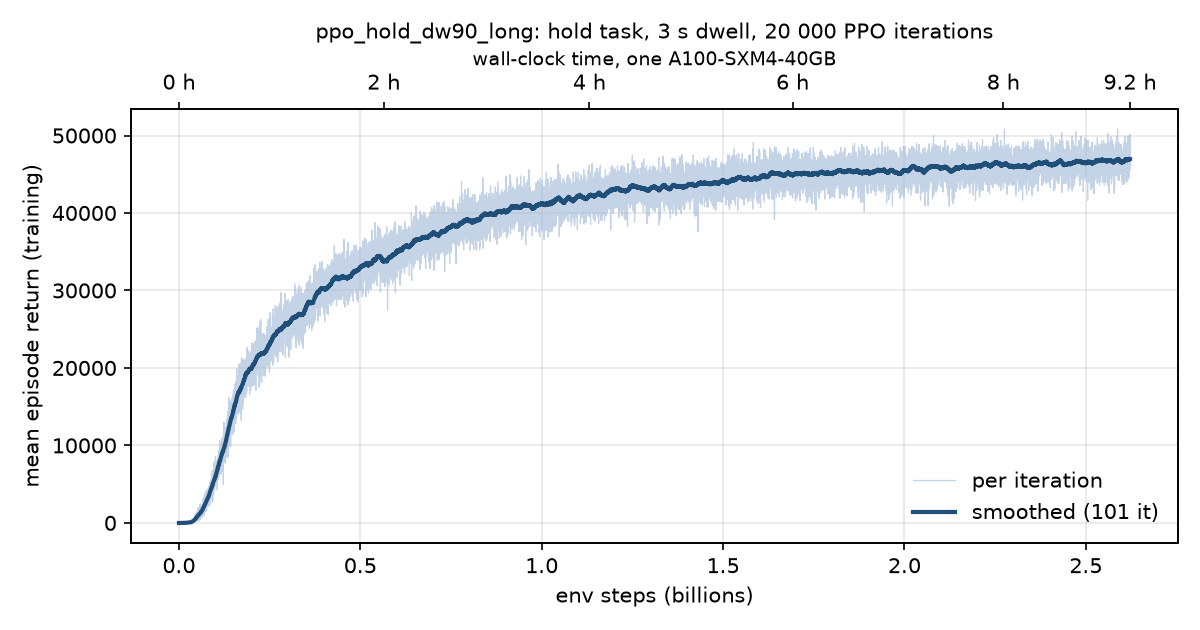 ppo_hold_dw90_long: hold task, 3 s dwell, 20 000 PPO iterations
wall-clock time, one A100-SXM4-40GB
0 h 2 h 4 h 6 h 8 h 9.2 h
mean episode return (training)
50000
40000
30000
20000
10000
0
per iteration
smoothed (101 it)
0.0 0.5 1.0 1.5 2.0 2.5
env steps (billions)